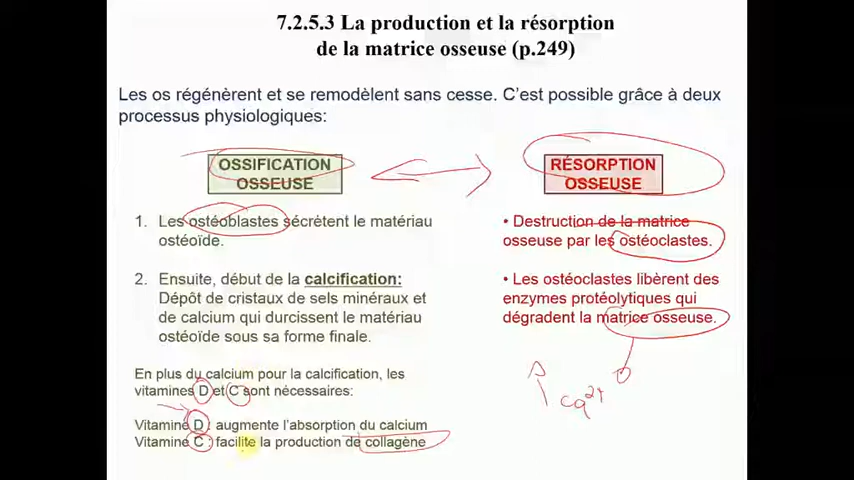 7.2.5.3 La production et la résorption
de la matrice osseuse (p.249)
Les os régénèrent et se remodèlent sans cesse. C'est possible grâce à deux
processus physiologiques:
OSSIFICATION
OSSEUSE
1. Les ostéoblastes sécrètent le matériau
ostéoïde.
2. Ensuite, début de la calcification:
Dépôt de cristaux de sels minéraux et
de calcium qui durcissent le matériau
ostéoïde sous sa forme finale.
En plus du calcium pour la calcification, les
vitamines D et C sont nécessaires:
Vitamine D : augmente l'absorption du calcium
Vitamine C : facilite la production de collagène
RÉSORPTION
OSSEUSE
• Destruction de la matrice
osseuse par les ostéoclastes.
• Les ostéoclastes libèrent des
enzymes protéolytiques qui
dégradent la matrice osseuse.
Ca2+